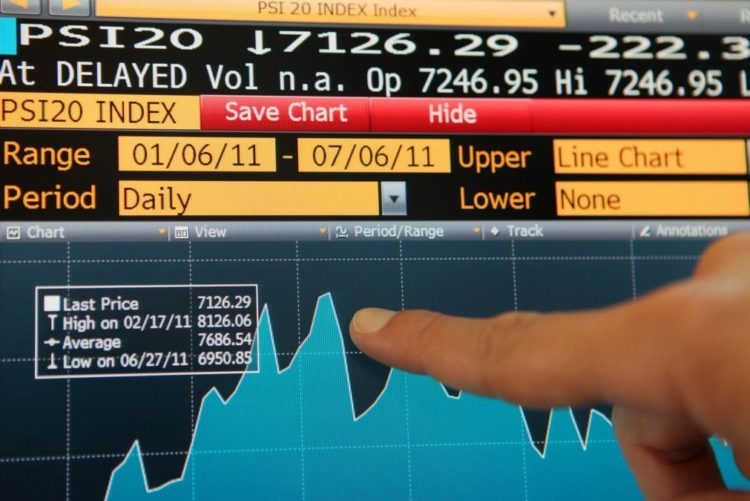 PSI 20 INDEX Index
Recent
PSI20 ↓7126.29 -222.3
At DELAYED Vol n.a. Op 7246.95 Hi 7246.95 L
PSI20 INDEX Save Chart Hide
Range 01/06/11 - 07/06/11 Upper Line Chart
Period Daily Lower None
Chart View Period/Range Track Annotations
Last Price 7126.29
High on 02/17/11 8126.06
Average 7686.54
Low on 06/27/11 6950.85